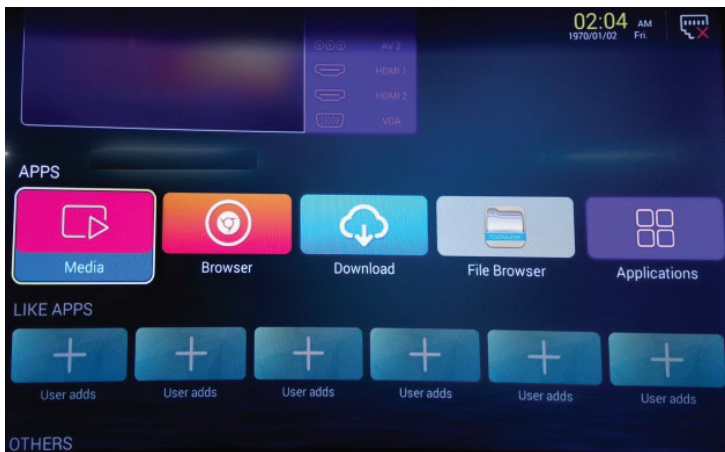 02:04 AM
1970/01/02 Fri.
AV 2
HDMI 1
HDMI 2
VGA
APPS
Media
Browser
Download
File Browser
Applications
LIKE APPS
User adds
User adds
User adds
User adds
User adds
User adds
OTHERS